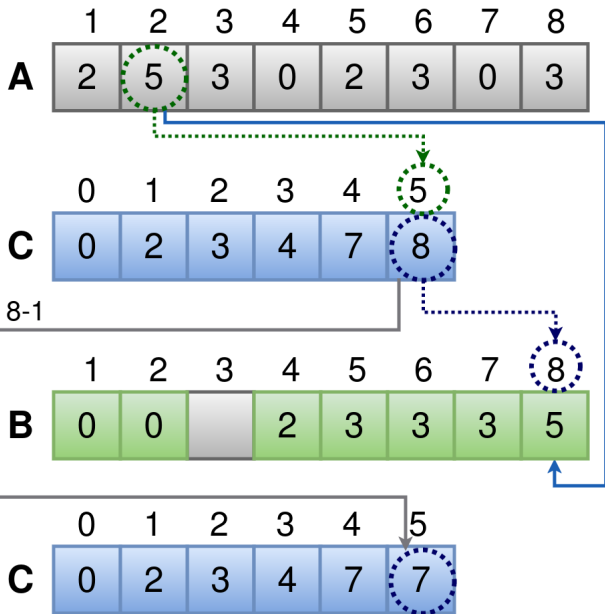 1 2 3 4 5 6 7 8
A 2 5 3 0 2 3 0 3
0 1 2 3 4 5
C 0 2 3 4 7 8
8-1
1 2 3 4 5 6 7 8
B 0 0 2 3 3 3 5
0 1 2 3 4 5
C 0 2 3 4 7 7